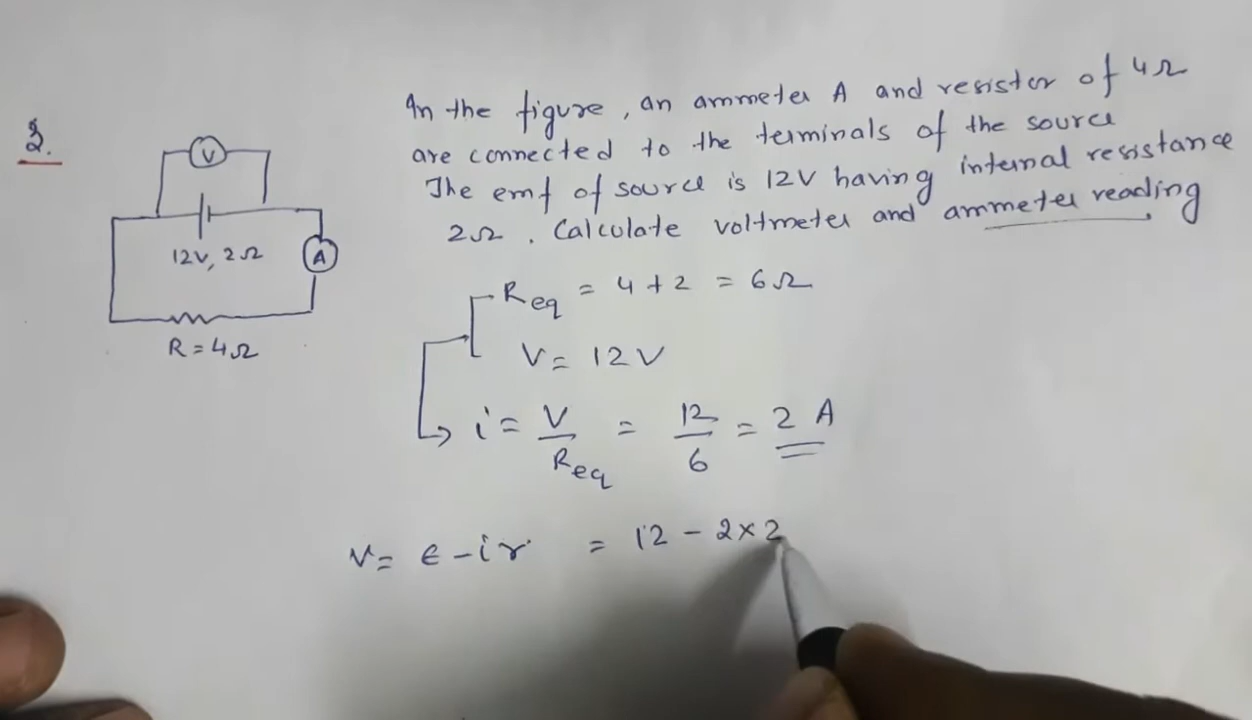 Q.
V
12V, 2Ω
A
R = 4Ω
In the figure, an ammeter A and resistor of 4Ω
are connected to the terminals of the source
The emf of source is 12V having internal resistance
2Ω. Calculate voltmeter and ammeter reading.
Req = 4 + 2 = 6Ω
V = 12V
i = V/Req = 12/6 = 2 A
V = ε - ir = 12 - 2×2